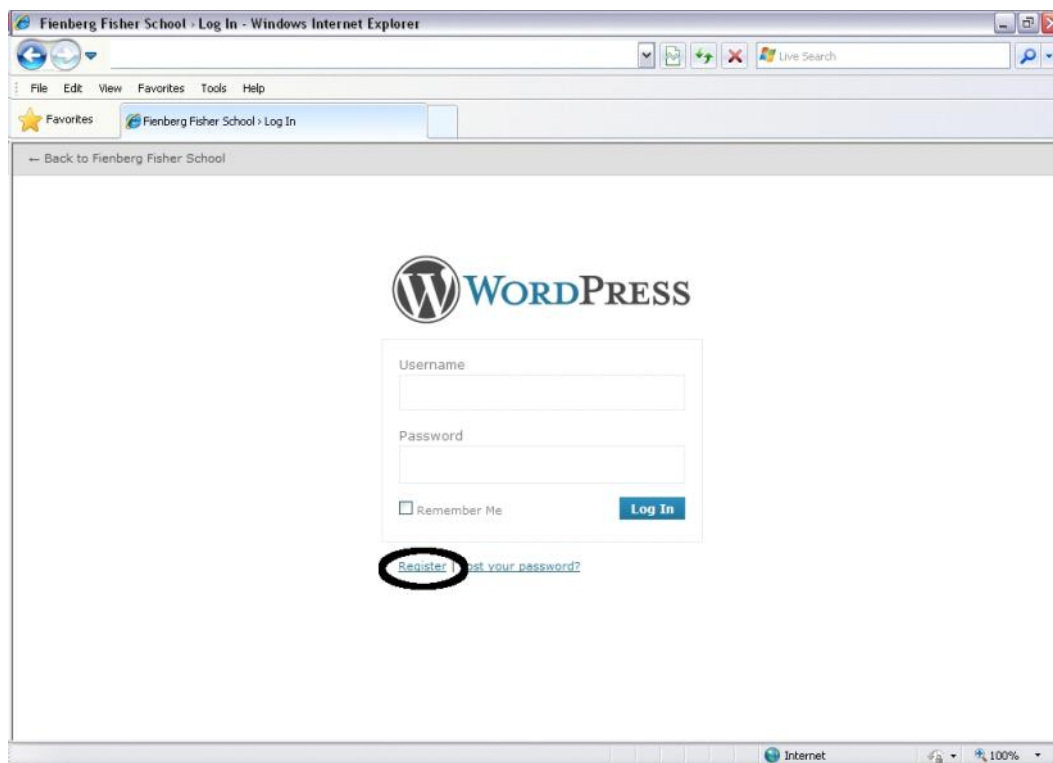 Fienberg Fisher School › Log In - Windows Internet Explorer
Live Search
File Edit View Favorites Tools Help
Favorites Fienberg Fisher School › Log In
← Back to Fienberg Fisher School
WORDPRESS
Username
Password
Remember Me Log In
Register | ost your password?
Internet 100%